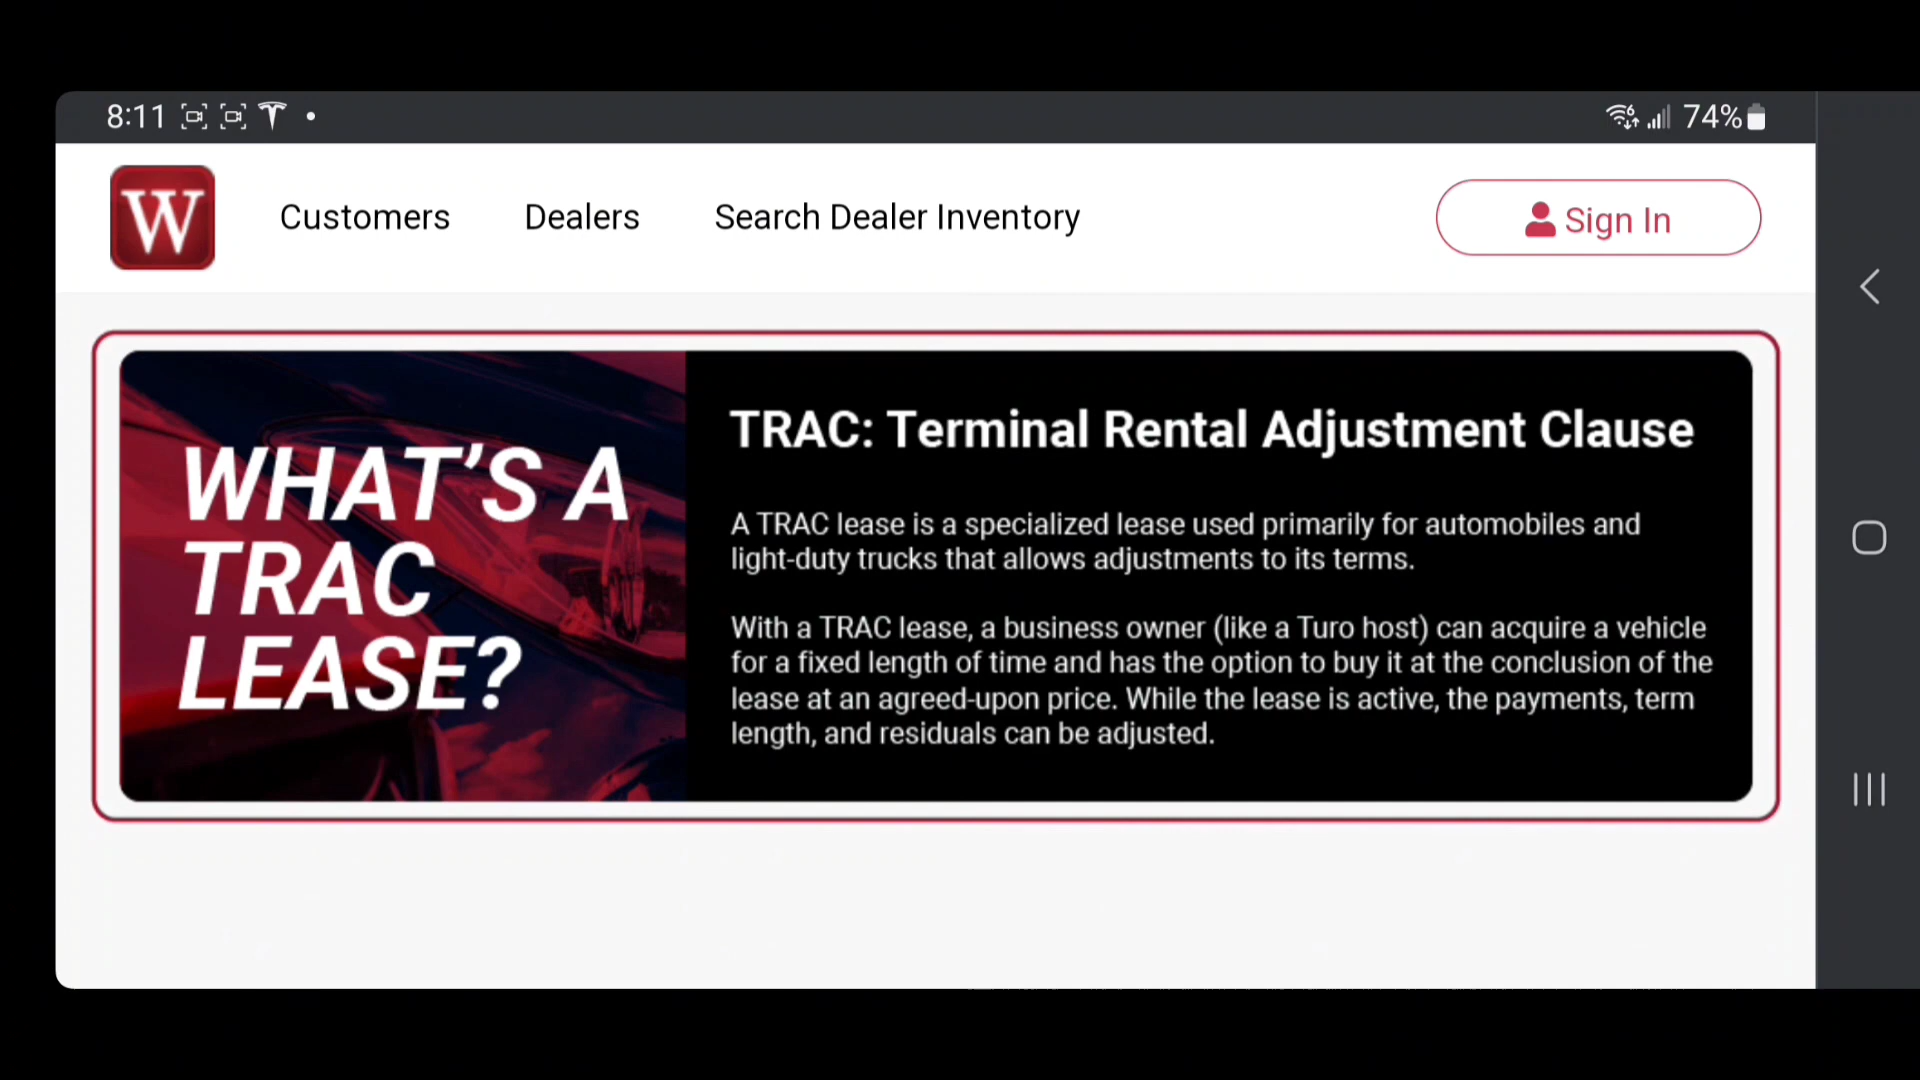 8:11
74%
W
Customers
Dealers
Search Dealer Inventory
Sign In
WHAT’S A
TRAC
LEASE?
TRAC: Terminal Rental Adjustment Clause
A TRAC lease is a specialized lease used primarily for automobiles and
light-duty trucks that allows adjustments to its terms.
With a TRAC lease, a business owner (like a Turo host) can acquire a vehicle
for a fixed length of time and has the option to buy it at the conclusion of the
lease at an agreed-upon price. While the lease is active, the payments, term
length, and residuals can be adjusted.